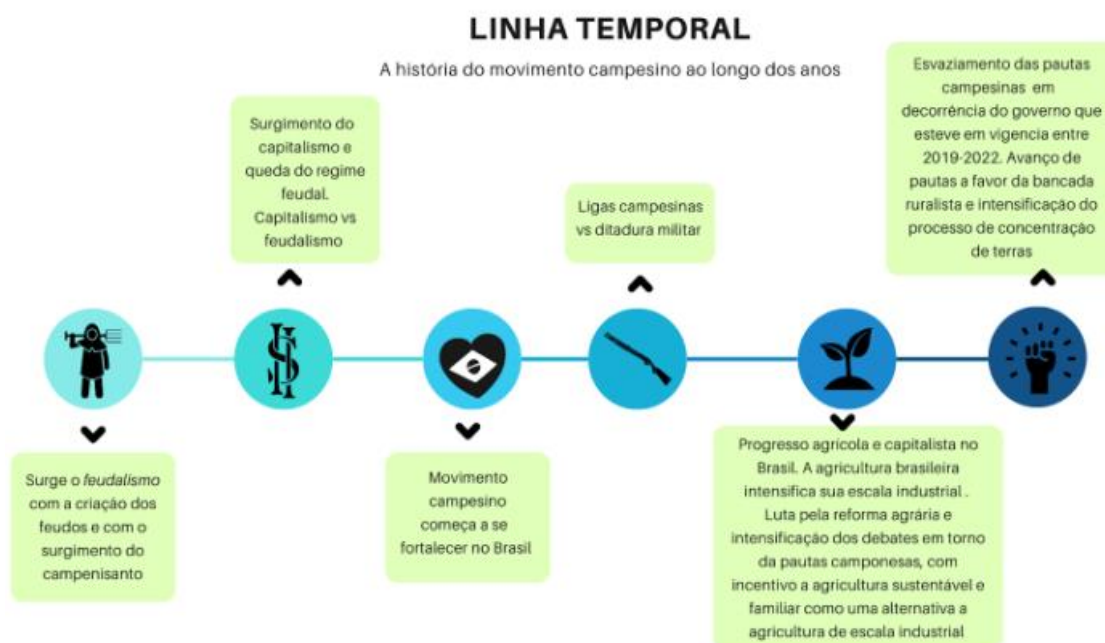 LINHA TEMPORAL
A história do movimento campesino ao longo dos anos
Surge o feudalismo
com a criação dos
feudos e com o
surgimento do
campenisanto
Surgimento do
capitalismo e
queda do regime
feudal.
Capitalismo vs
feudalismo
Movimento
campesino
começa a se
fortalecer no Brasil
Ligas campesinas
vs ditadura militar
Progresso agrícola e capitalista no
Brasil. A agricultura brasileira
intensifica sua escala industrial .
Luta pela reforma agrária e
intensificação dos debates em torno
da pautas camponesas, com
incentivo a agricultura sustentável e
familiar como uma alternativa a
agricultura de escala industrial
Esvaziamento das pautas
campesinas em
decorrência do governo que
esteve em vigencia entre
2019-2022. Avanço de
pautas a favor da bancada
ruralista e intensificação do
processo de concentração
de terras